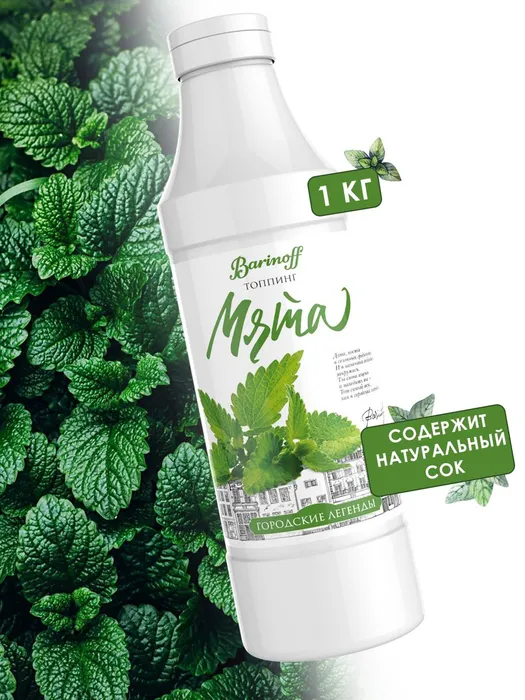 1 КГ
Barinoff
ТОППИНГ
Мята
СОДЕРЖИТ
НАТУРАЛЬНЫЙ
СОК
ГОРОДСКИЕ ЛЕГЕНДЫ